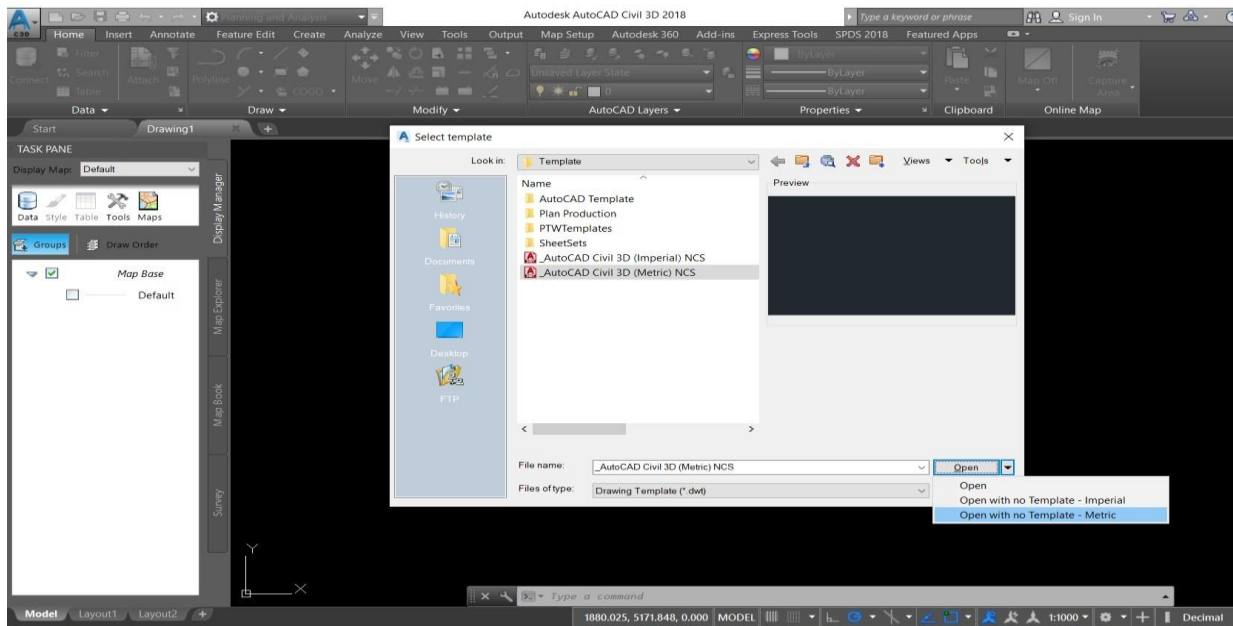 Planning and Analysis
Autodesk AutoCAD Civil 3D 2018
Type a keyword or phrase
Sign In
C3D
Home Insert Annotate Feature Edit Create Analyze View Tools Output Map Setup Autodesk 360 Add-ins Express Tools SPDS 2018 Featured Apps
Connect
Filter
Search
Table
Attach
Polyline
COGO
Move
Unsaved Layer State
0
ByLayer
ByLayer
ByLayer
Paste
Map Off
Capture Area
Data Draw Modify AutoCAD Layers Properties Clipboard Online Map
Start Drawing1
TASK PANE
Display Map: Default
Data Style Table Tools Maps
Groups Draw Order
Map Base
Default
Display Manager
Map Explorer
Map Book
Survey
Select template
Look in: Template
Views Tools
History
Documents
Favorites
Desktop
FTP
Name
AutoCAD Template
Plan Production
PTWTemplates
SheetSets
_AutoCAD Civil 3D (Imperial) NCS
_AutoCAD Civil 3D (Metric) NCS
Preview
File name: _AutoCAD Civil 3D (Metric) NCS
Open
Files of type: Drawing Template (*.dwt)
Open
Open with no Template - Imperial
Open with no Template - Metric
Y
X
Type a command
Model Layout1 Layout2 +
1880.025, 5171.848, 0.000 MODEL
1:1000
Decimal